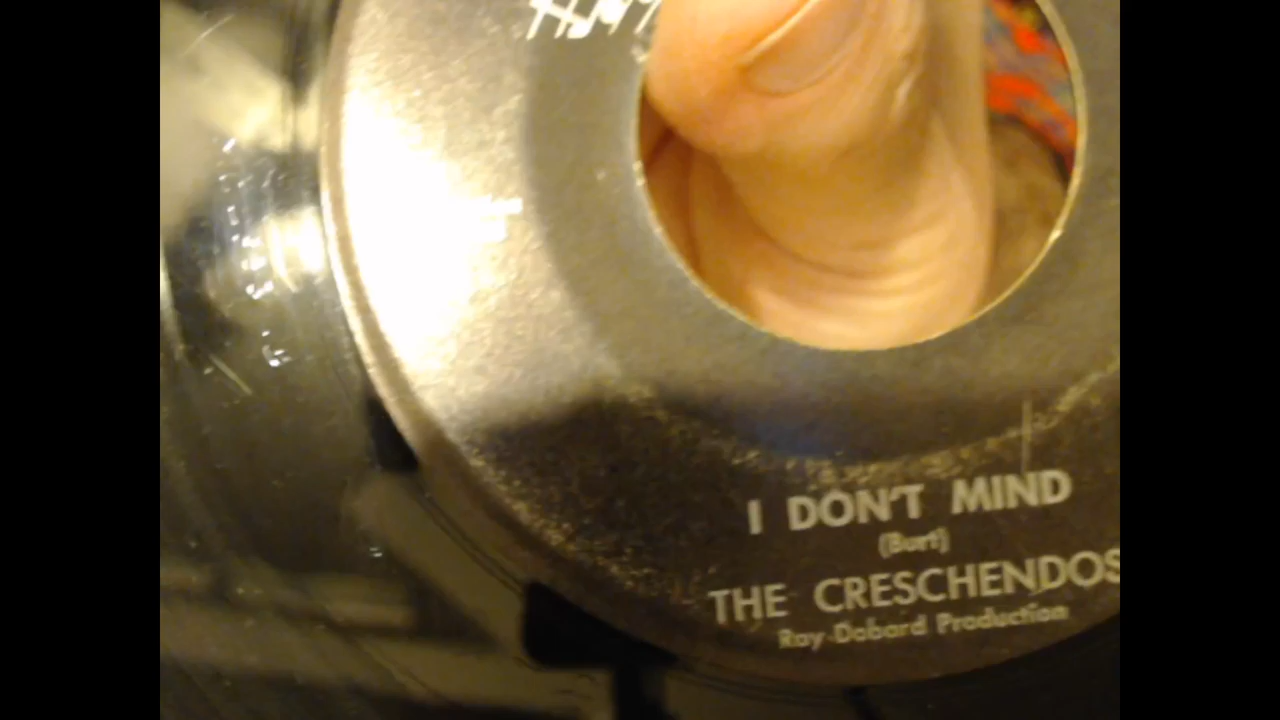 I DON'T MIND
(Burt)
THE CRESCHENDOS
Ray Dobard Production